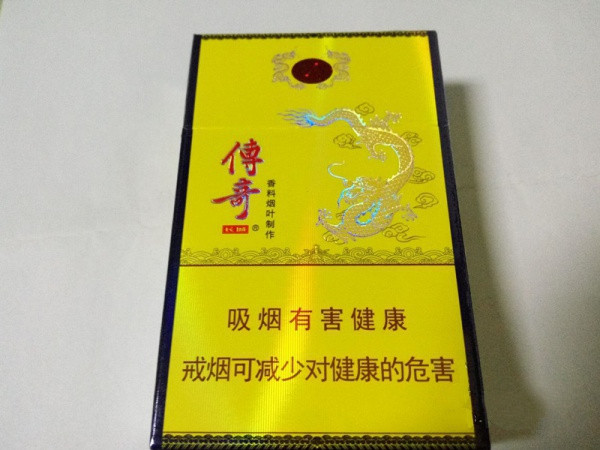 傳奇
香料烟叶制作
®
吸烟有害健康
戒烟可减少对健康的危害